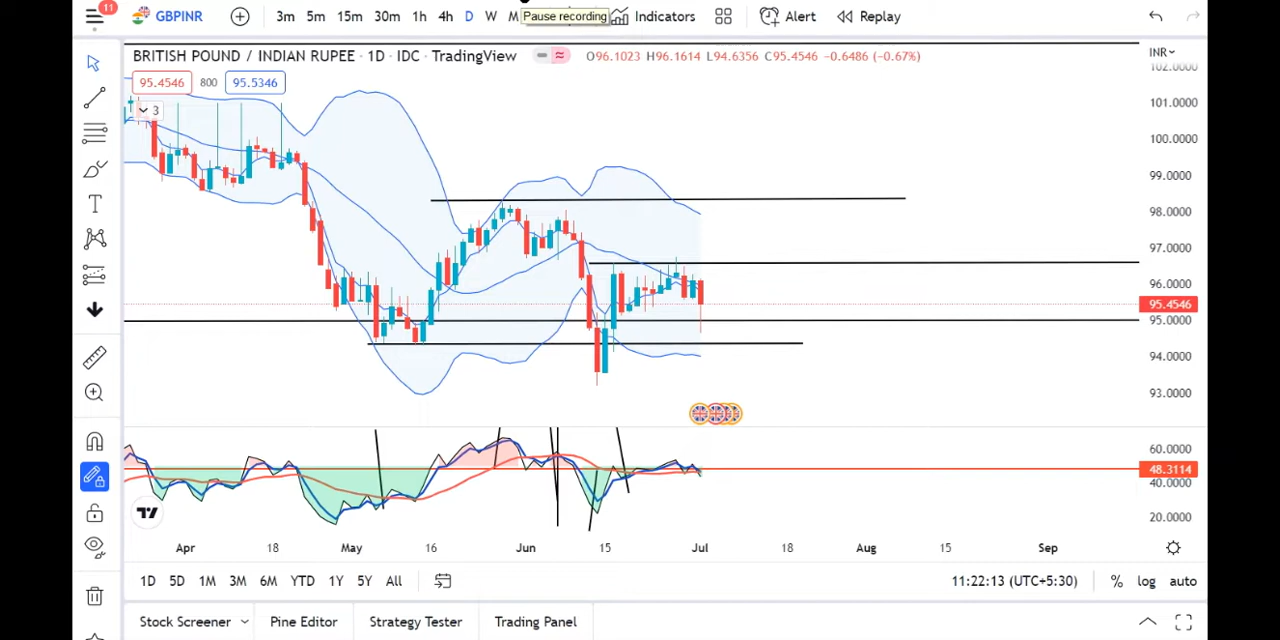 11
GBPINR
3m 5m 15m 30m 1h 4h D W M
Pause recording
Indicators
Alert
Replay
BRITISH POUND / INDIAN RUPEE · 1D · IDC · TradingView
O96.1023 H96.1614 L94.6356 C95.4546 −0.6486 (−0.67%)
INR
95.4546 800 95.5346
3
102.0000
101.0000
100.0000
99.0000
98.0000
97.0000
96.0000
95.4546
95.0000
94.0000
93.0000
60.0000
48.3114
40.0000
20.0000
Apr 18 May 16 Jun 15 Jul 18 Aug 15 Sep
1D 5D 1M 3M 6M YTD 1Y 5Y All
11:22:13 (UTC+5:30) % log auto
Stock Screener Pine Editor Strategy Tester Trading Panel